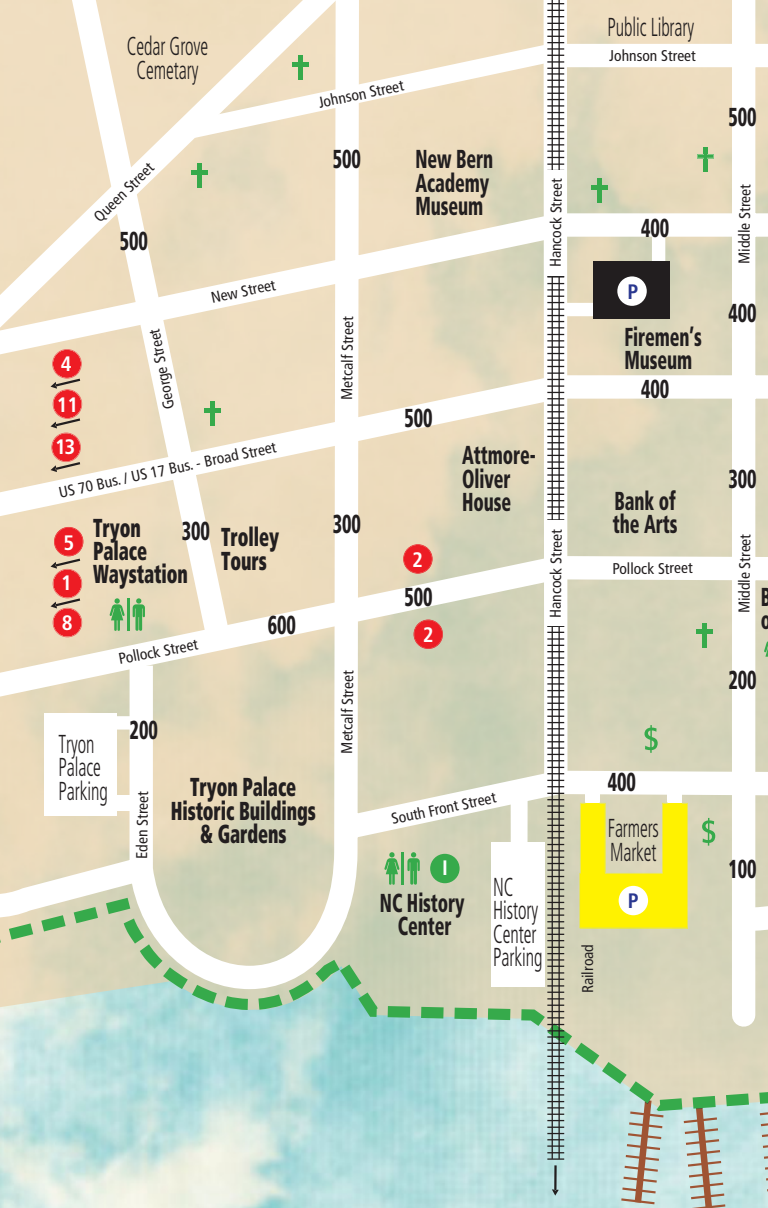 Public Library
Johnson Street
Cedar Grove
Cemetary
Johnson Street
500
500
New Bern
Academy
Museum
Queen Street
Hancock Street
Middle Street
500
400
P
New Street
400
Firemen's
Museum
George Street
Metcalf Street
4
11
13
400
500
US 70 Bus. / US 17 Bus. - Broad Street
Attmore-
Oliver
House
300
Bank of
the Arts
5
1
8
Tryon
Palace
Waystation
300
Trolley
Tours
300
2
Hancock Street
Pollock Street
Middle Street
500
600
2
Pollock Street
200
Metcalf Street
200
$
Tryon
Palace
Parking
Eden Street
Tryon Palace
Historic Buildings
& Gardens
South Front Street
400
Farmers
Market
$
100
P
I
NC History
Center
NC
History
Center
Parking
Railroad